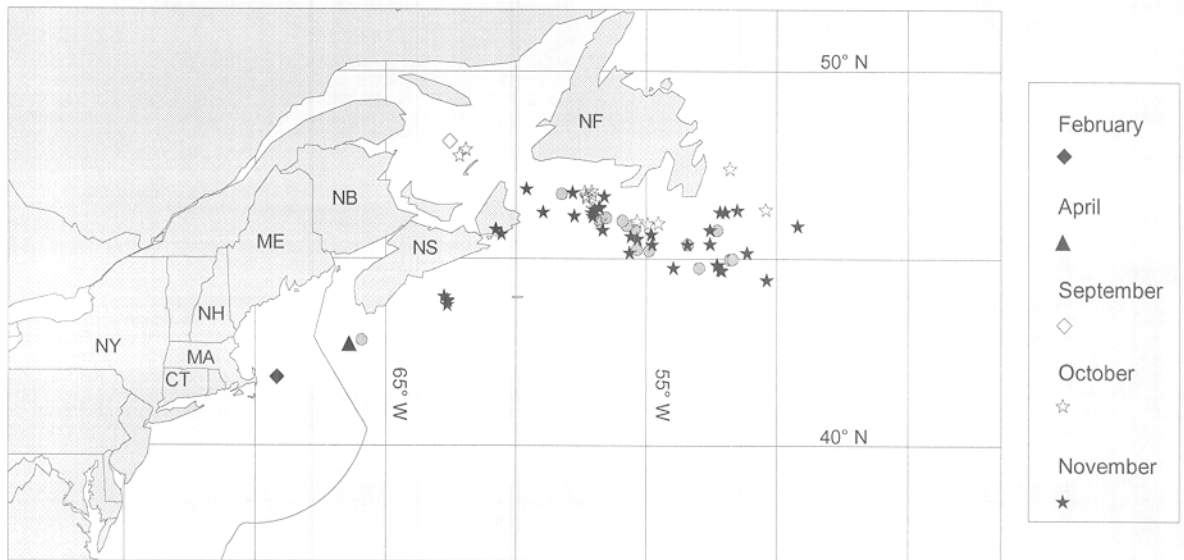 50° N
NF
NB
ME
NS
NH
NY
MA
CT
65° W
55° W
40° N
February
April
September
October
November